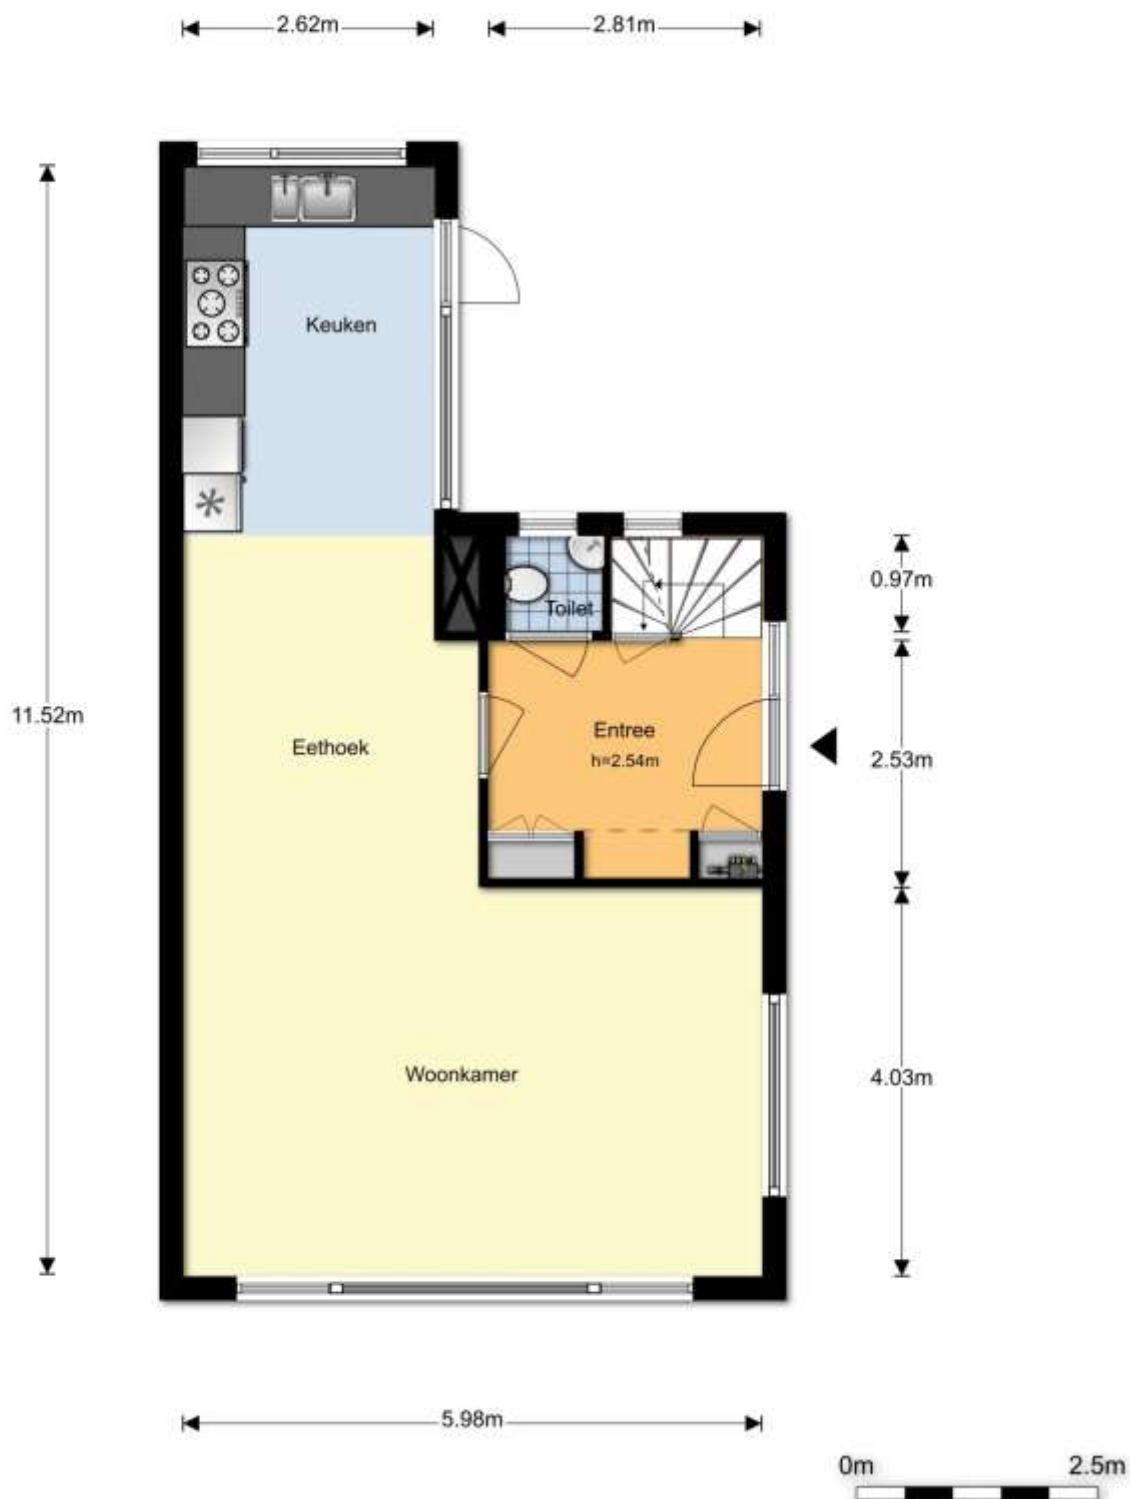 2.62m
2.81m
Keuken
0.97m
Toilet
11.52m
Entree
h=2.54m
Eethoek
2.53m
Woonkamer
4.03m
5.98m
0m
2.5m